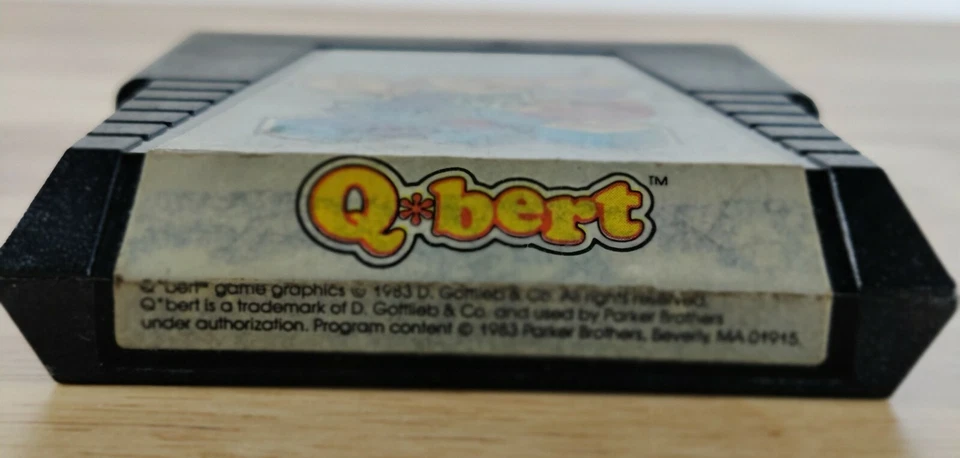 Q*bert™
Q*bert™ game graphics © 1983 D. Gottlieb & Co. All rights reserved.
Q*bert is a trademark of D. Gottlieb & Co. and used by Parker Brothers
under authorization. Program content © 1983 Parker Brothers, Beverly, MA 01915.